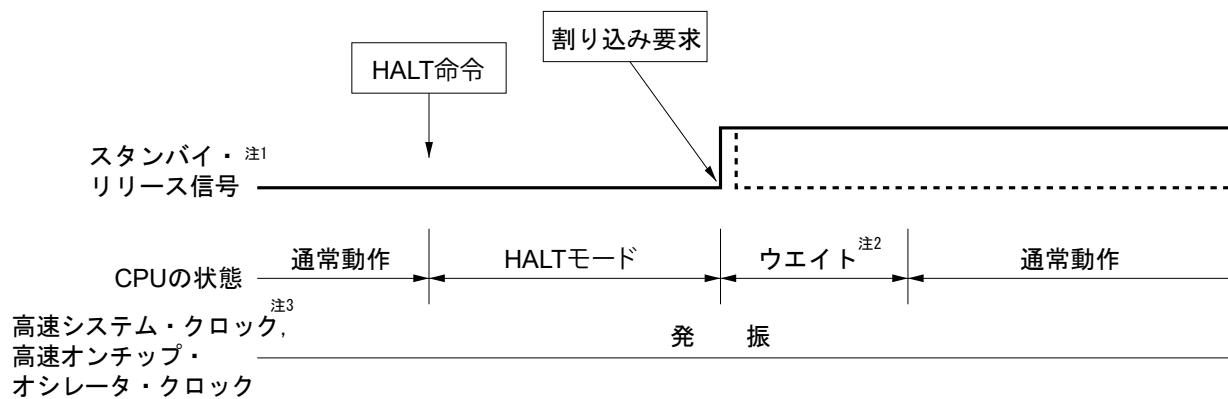 割り込み要求
HALT命令
スタンバイ・ 注1
リリース信号
CPUの状態
通常動作
HALTモード
ウエイト注2
通常動作
高速システム・クロック注3,
高速オンチップ・
オシレータ・クロック
発 振